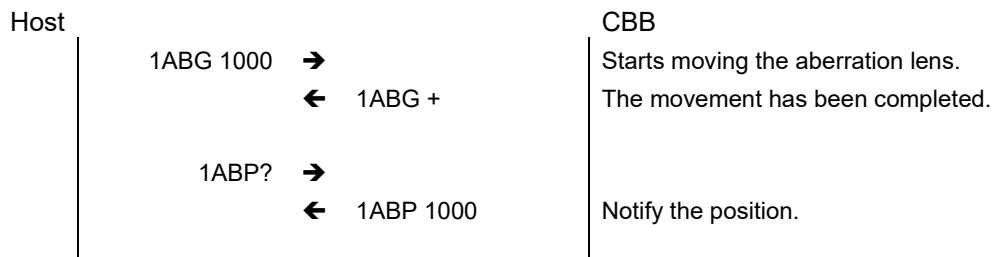 Host CBB
1ABG 1000 ➔ Starts moving the aberration lens.
🡸 1ABG + The movement has been completed.
1ABP? ➔
🡸 1ABP 1000 Notify the position.